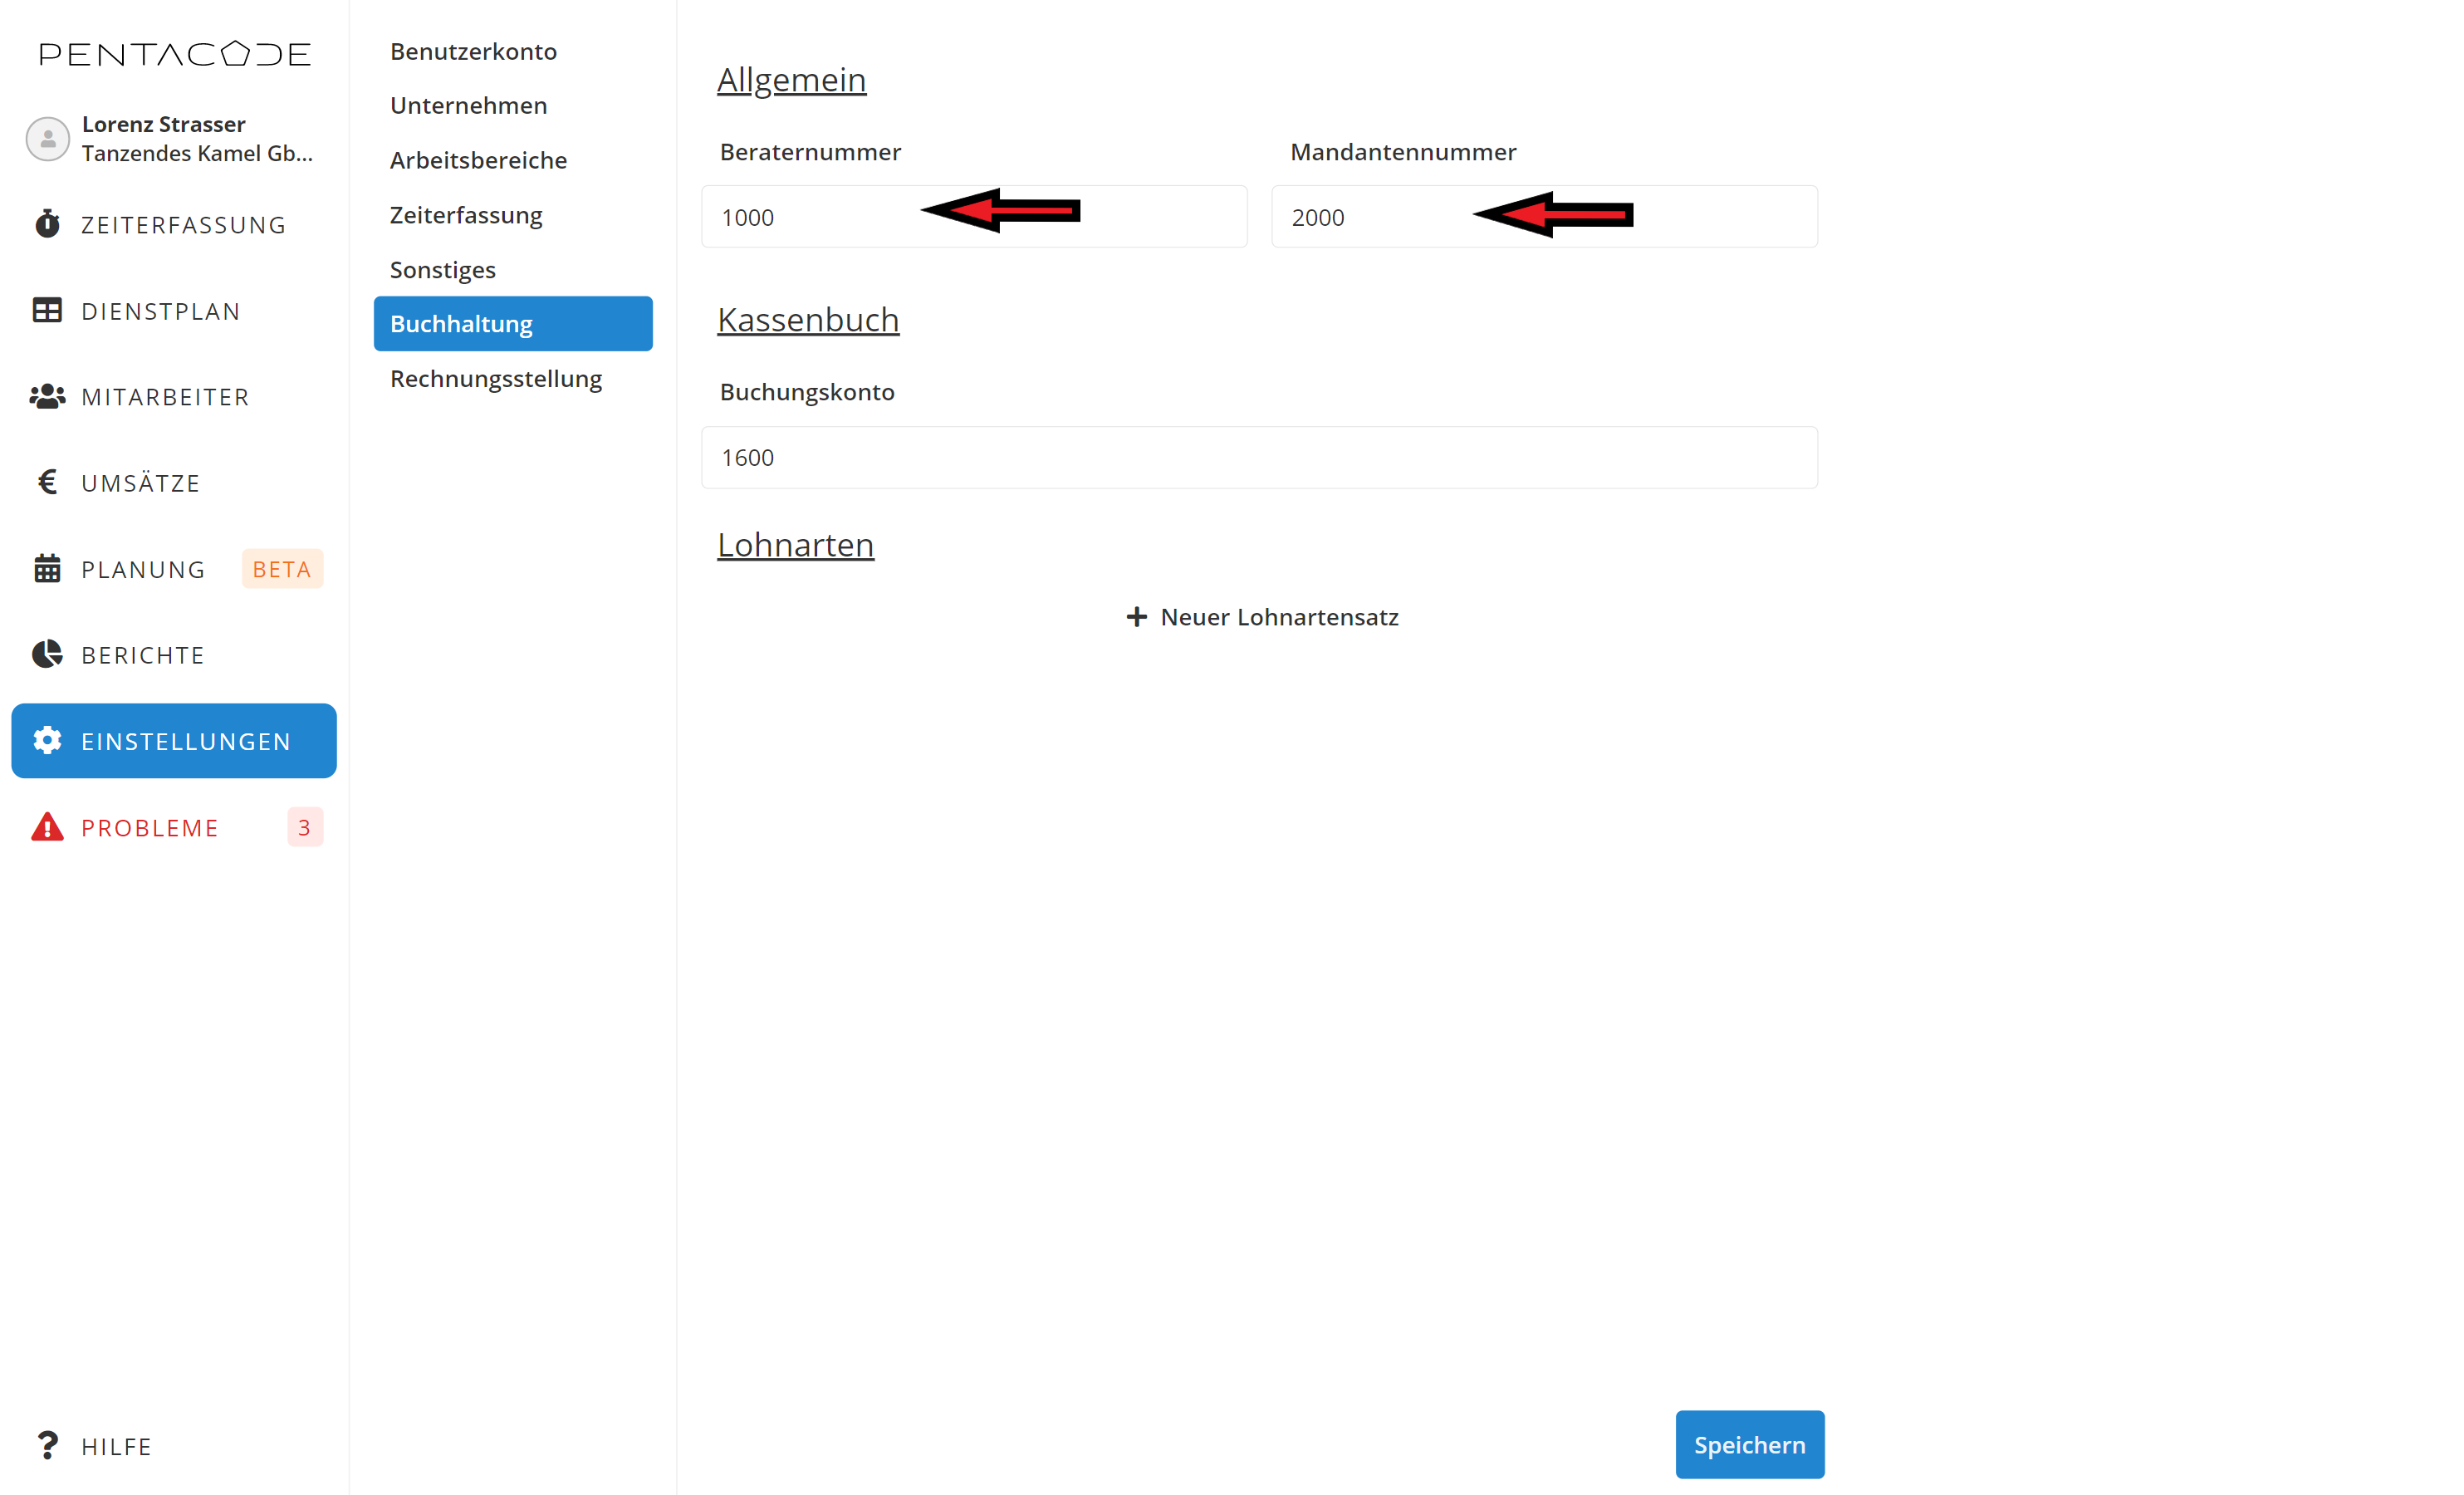 PENTACODE
Lorenz Strasser
Tanzendes Kamel Gb...
ZEITERFASSUNG
DIENSTPLAN
MITARBEITER
UMSÄTZE
PLANUNG BETA
BERICHTE
EINSTELLUNGEN
PROBLEME 3
HILFE
Benutzerkonto
Unternehmen
Arbeitsbereiche
Zeiterfassung
Sonstiges
Buchhaltung
Rechnungsstellung
Allgemein
Beraternummer Mandantennummer
1000 2000
Kassenbuch
Buchungskonto
1600
Lohnarten
Neuer Lohnartensatz
Speichern